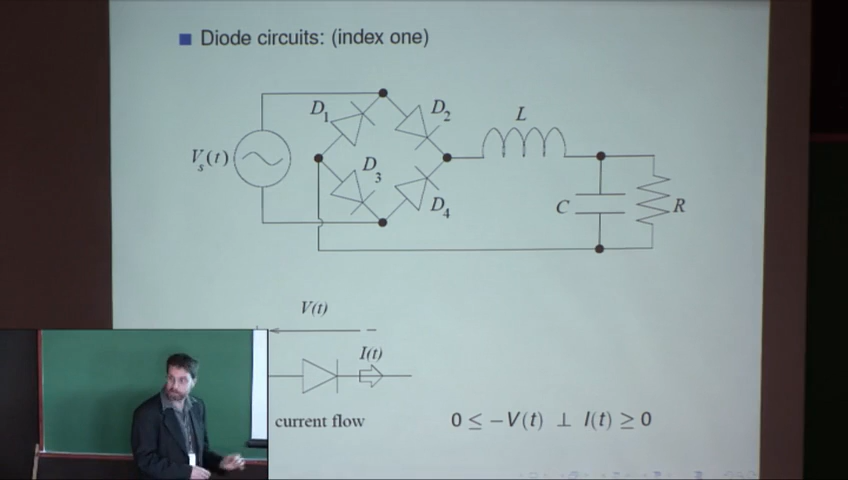 Diode circuits: (index one)
D1
D2
L
Vs(t)
D3
D4
C
R
V(t)
−
I(t)
current flow
0 ≤ −V(t) ⊥ I(t) ≥ 0